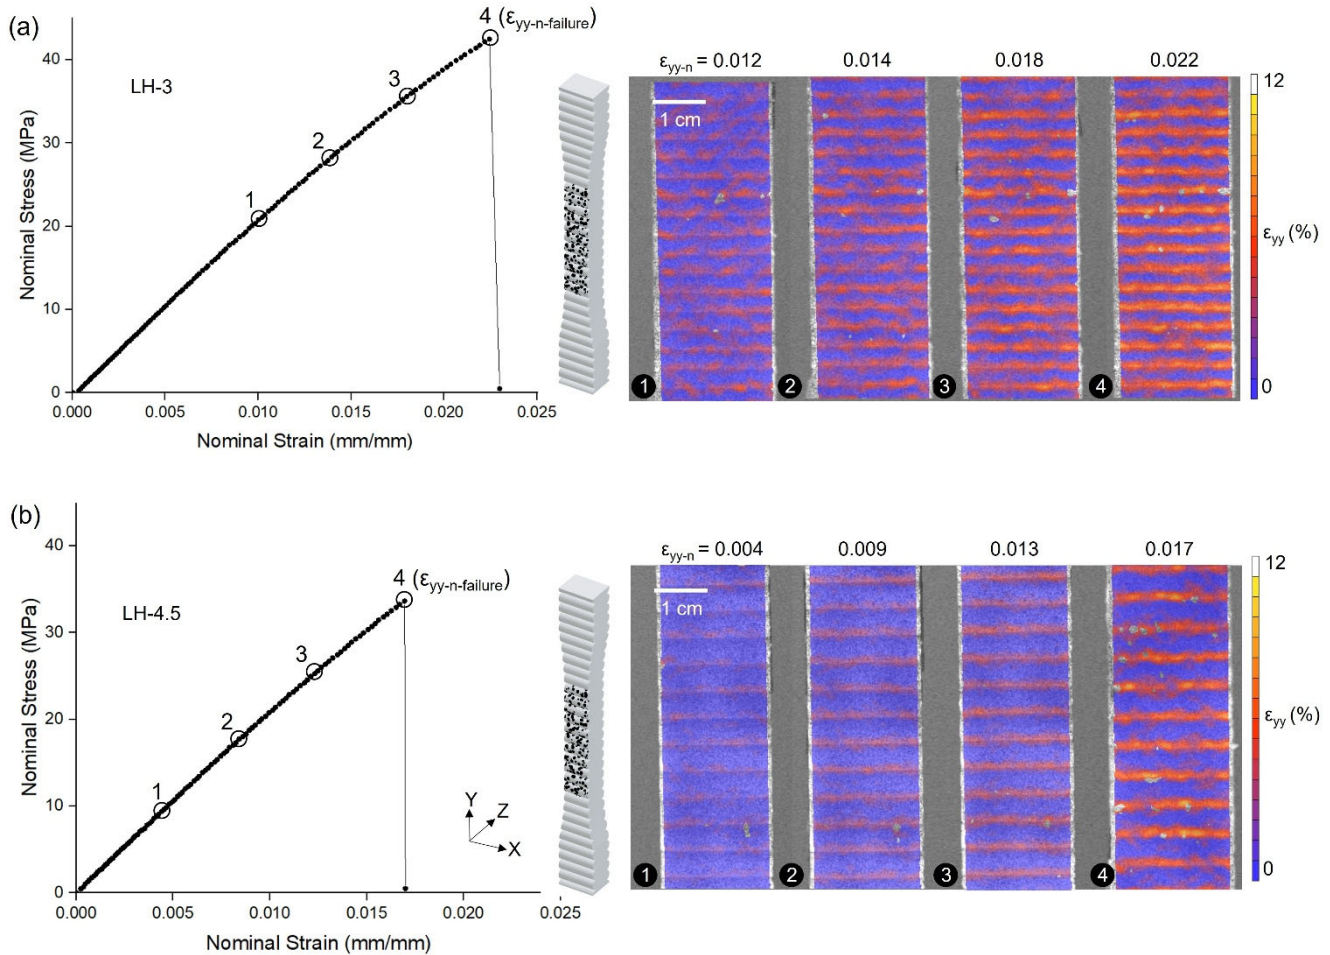 (a)
4 (εyy-n-failure)
40
3
LH-3
30
2
1
20
10
0
0.000 0.005 0.010 0.015 0.020 0.025
Nominal Stress (MPa)
Nominal Strain (mm/mm)
εyy-n = 0.012 0.014 0.018 0.022
1 cm
12
εyy (%)
0
1 2 3 4
(b)
40
4 (εyy-n-failure)
LH-4.5
30
3
20
2
1
10
0
Y
Z
X
0.000 0.005 0.010 0.015 0.020 0.025
Nominal Stress (MPa)
Nominal Strain (mm/mm)
εyy-n = 0.004 0.009 0.013 0.017
1 cm
12
εyy (%)
0
1 2 3 4